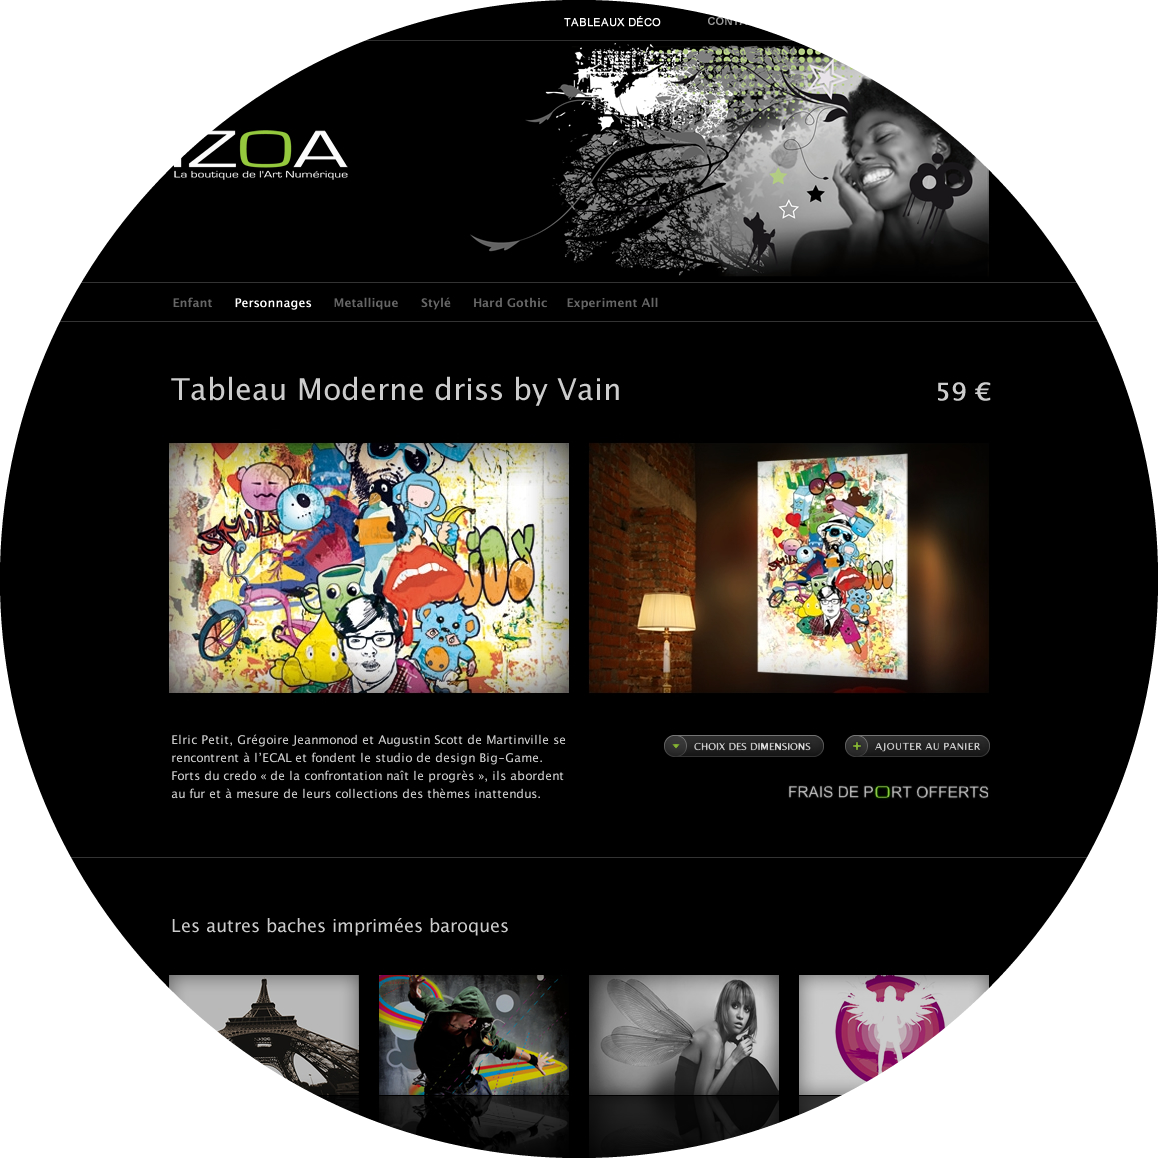 TABLEAUX DÉCO
ZOA
La boutique de l'Art Numérique
Enfant Personnages Metallique Stylé Hard Gothic Experiment All
Tableau Moderne driss by Vain 59 €
SMILE
JOY
Elric Petit, Grégoire Jeanmonod et Augustin Scott de Martinville se
rencontrent à l’ECAL et fondent le studio de design Big-Game.
Forts du credo « de la confrontation naît le progrès », ils abordent
au fur et à mesure de leurs collections des thèmes inattendus.
CHOIX DES DIMENSIONS AJOUTER AU PANIER
FRAIS DE PORT OFFERTS
Les autres baches imprimées baroques